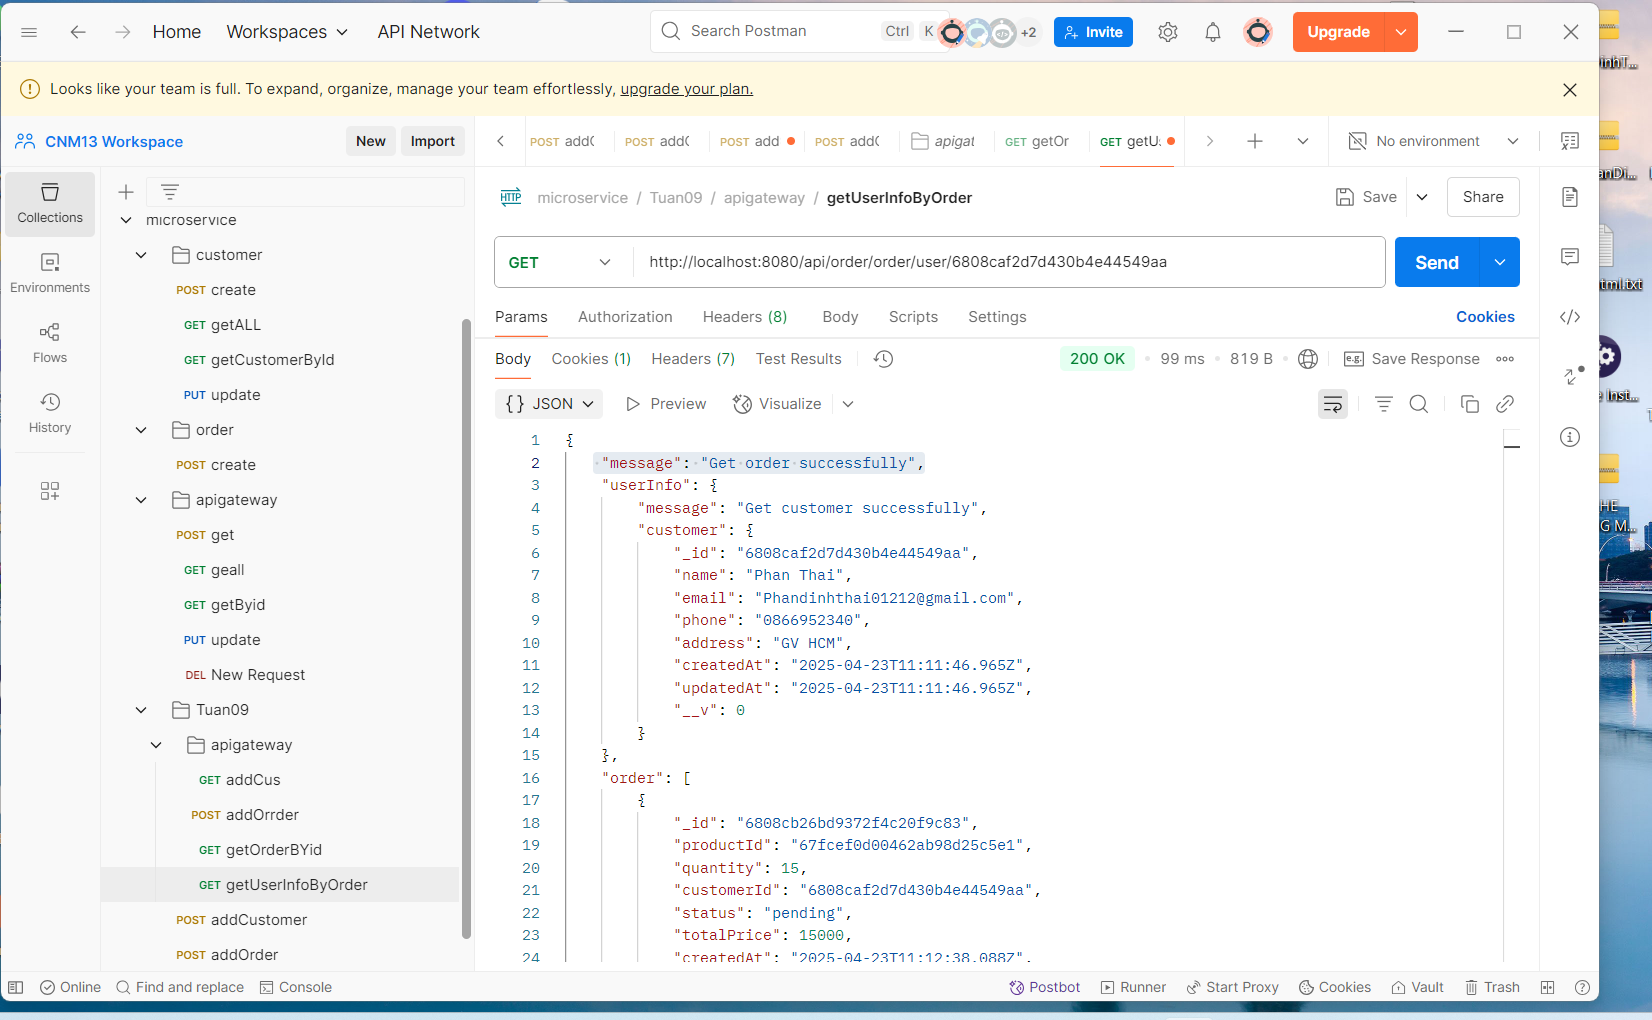 Home Workspaces API Network Search Postman Ctrl K +2 Invite Upgrade
Looks like your team is full. To expand, organize, manage your team effortlessly, upgrade your plan.
CNM13 Workspace New Import
POST addC POST addC POST add POST addC apigat GET getOr GET getU: No environment
Collections
Environments
Flows
History
microservice
customer
POST create
GET getALL
GET getCustomerById
PUT update
order
POST create
apigateway
POST get
GET geall
GET getByid
PUT update
DEL New Request
Tuan09
apigateway
GET addCus
POST addOrrder
GET getOrderBYid
GET getUserInfoByOrder
POST addCustomer
POST addOrder
HTTP microservice / Tuan09 / apigateway / getUserInfoByOrder Save Share
GET http://localhost:8080/api/order/order/user/6808caf2d7d430b4e44549aa Send
Params Authorization Headers (8) Body Scripts Settings Cookies
Body Cookies (1) Headers (7) Test Results 200 OK • 99 ms • 819 B • e.g. Save Response
{} JSON Preview Visualize
1 {
2 "message": "Get order successfully",
3 "userInfo": {
4 "message": "Get customer successfully",
5 "customer": {
6 "_id": "6808caf2d7d430b4e44549aa",
7 "name": "Phan Thai",
8 "email": "Phandinhthai01212@gmail.com",
9 "phone": "0866952340",
10 "address": "GV HCM",
11 "createdAt": "2025-04-23T11:11:46.965Z",
12 "updatedAt": "2025-04-23T11:11:46.965Z",
13 "__v": 0
14 }
15 },
16 "order": [
17 {
18 "_id": "6808cb26bd9372f4c20f9c83",
19 "productId": "67fcef0d00462ab98d25c5e1",
20 "quantity": 15,
21 "customerId": "6808caf2d7d430b4e44549aa",
22 "status": "pending",
23 "totalPrice": 15000,
24 "createdAt": "2025-04-23T11:12:38.088Z",
Online Find and replace Console Postbot Runner Start Proxy Cookies Vault Trash
inhT...
anDi...
tml.txt
e Inst...
HE
G M...